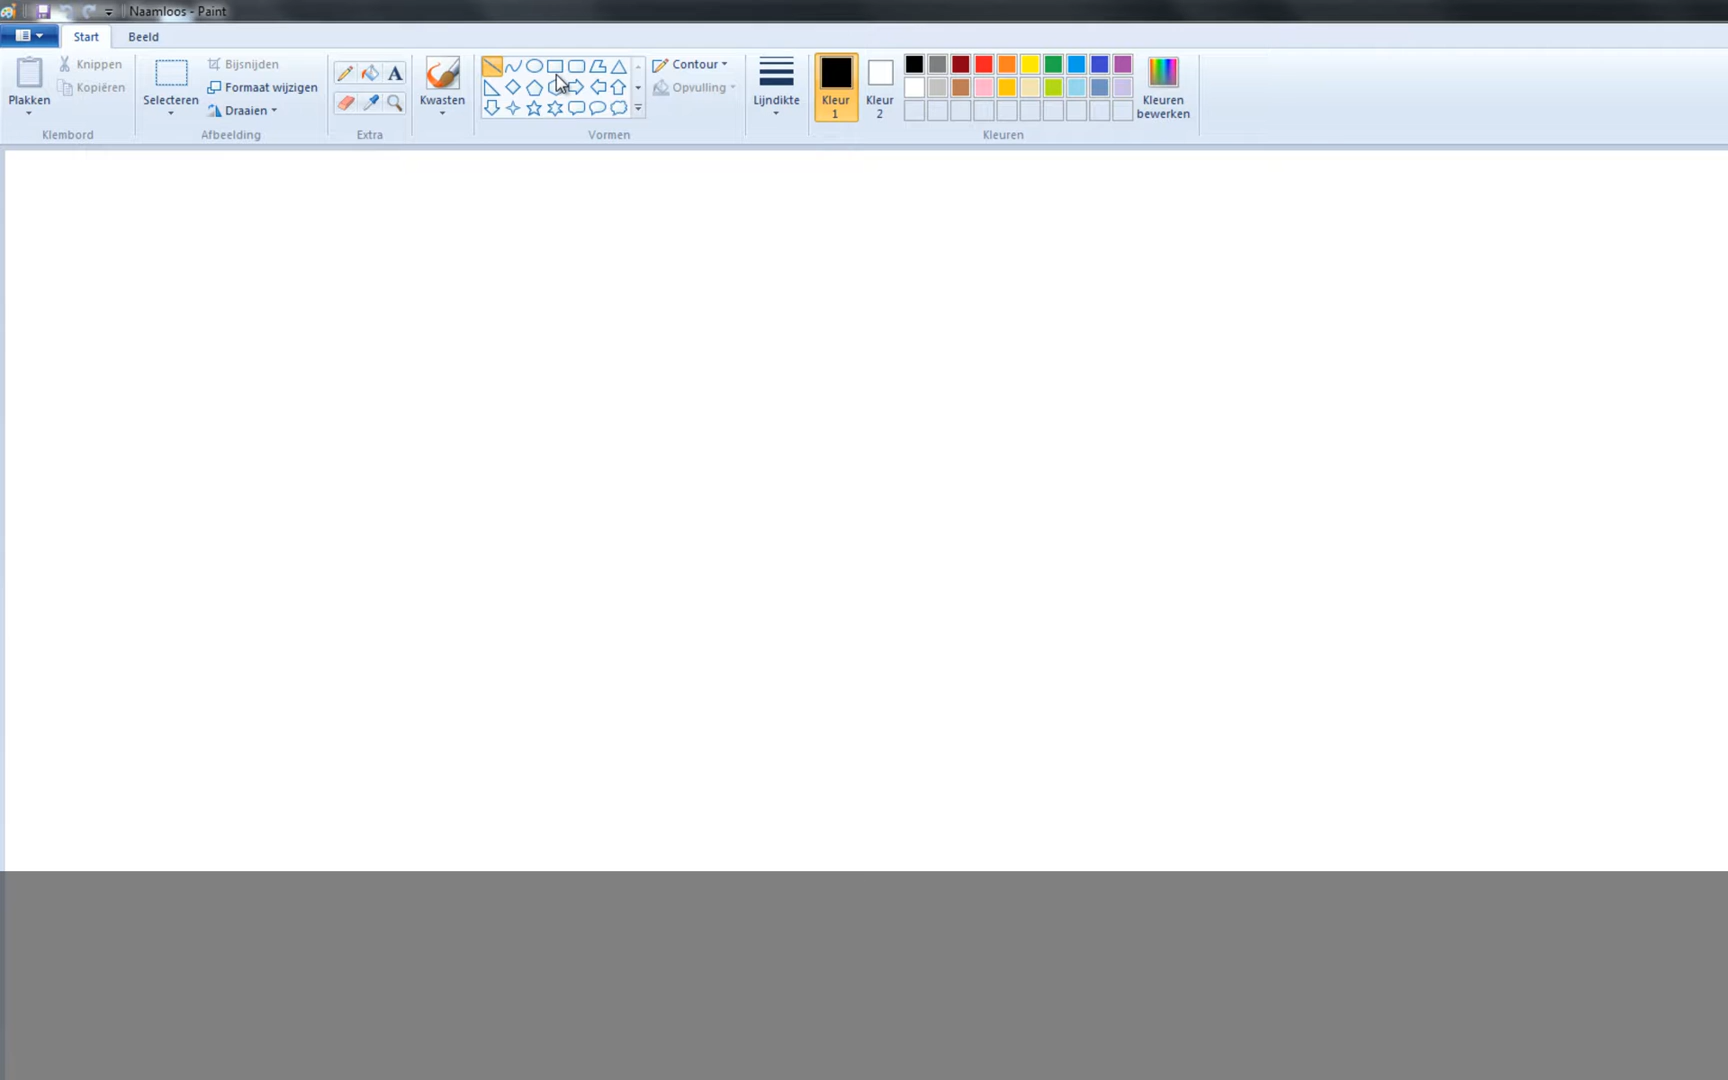 Naamloos - Paint
Start Beeld
Plakken
Knippen
Kopiëren
Klembord
Selecteren
Bijsnijden
Formaat wijzigen
Draaien
Afbeelding
A
Extra
Kwasten
Vormen
Contour
Opvulling
Lijndikte
Kleur
1
Kleur
2
Kleuren
Kleuren
bewerken